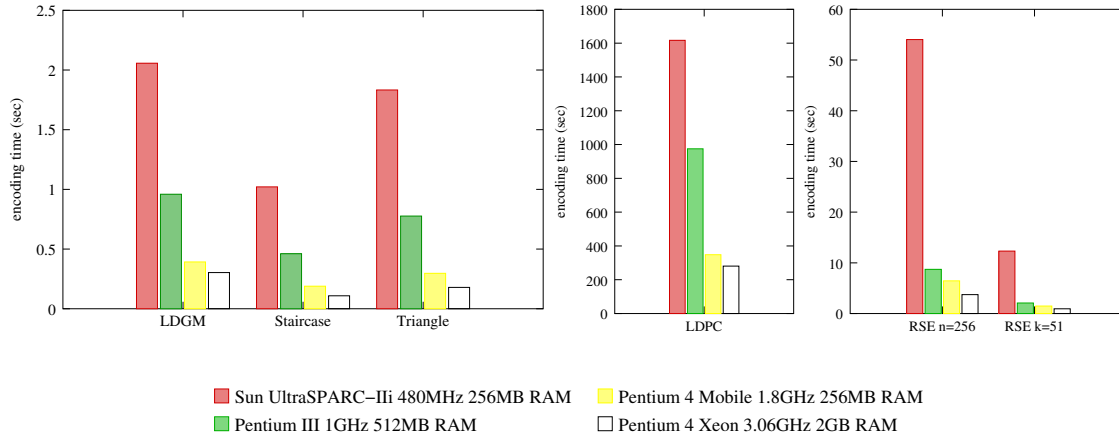 encoding time (sec)
2.5
2
1.5
1
0.5
0
LDGM Staircase Triangle
encoding time (sec)
1800
1600
1400
1200
1000
800
600
400
200
0
LDPC
encoding time (sec)
60
50
40
30
20
10
0
RSE n=256 RSE k=51
Sun UltraSPARC−IIi 480MHz 256MB RAM
Pentium III 1GHz 512MB RAM
Pentium 4 Mobile 1.8GHz 256MB RAM
Pentium 4 Xeon 3.06GHz 2GB RAM